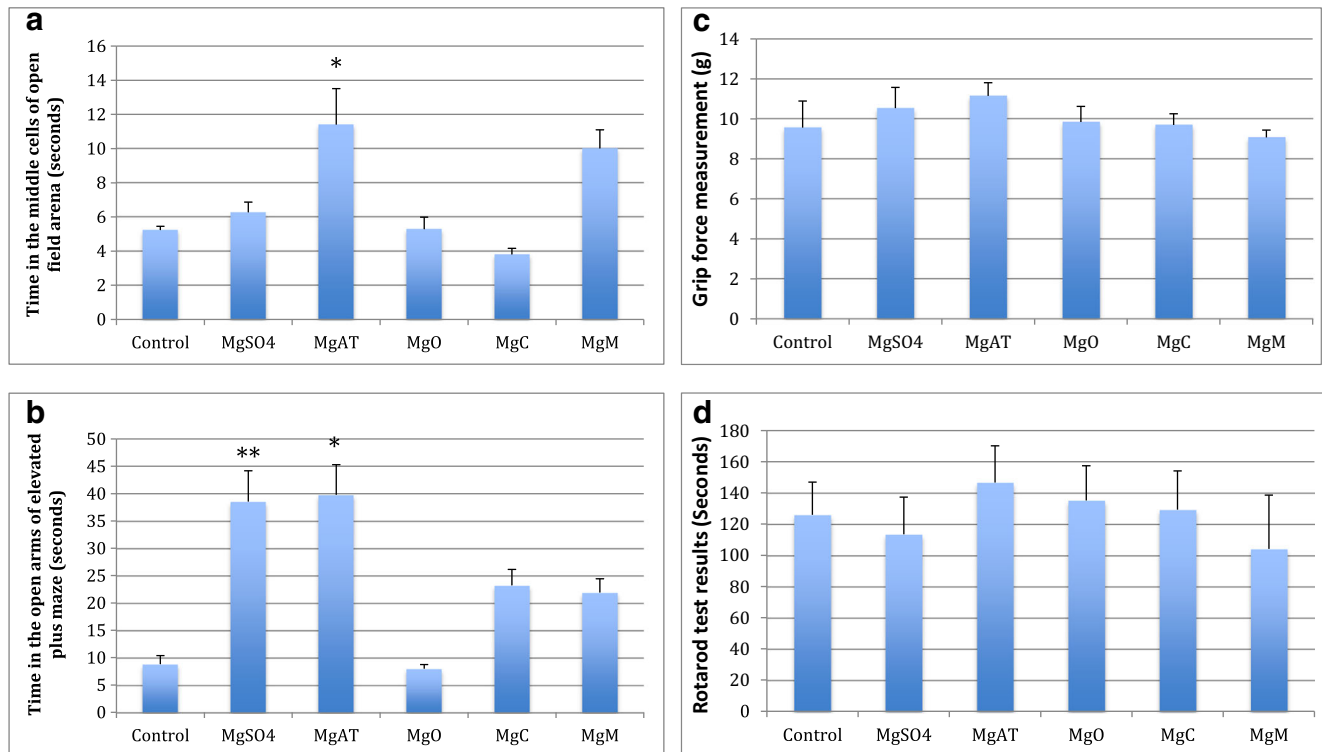 a
Time in the middle cells of open
field arena (seconds)
16
14
12
10
8
6
4
2
0
*
Control MgSO4 MgAT MgO MgC MgM
b
Time in the open arms of elevated
plus maze (seconds)
50
45
40
35
30
25
20
15
10
5
0
** *
Control MgSO4 MgAT MgO MgC MgM
c
Grip force measurement (g)
14
12
10
8
6
4
2
0
Control MgSO4 MgAT MgO MgC MgM
d
Rotarod test results (Seconds)
180
160
140
120
100
80
60
40
20
0
Control MgSO4 MgAT MgO MgC MgM